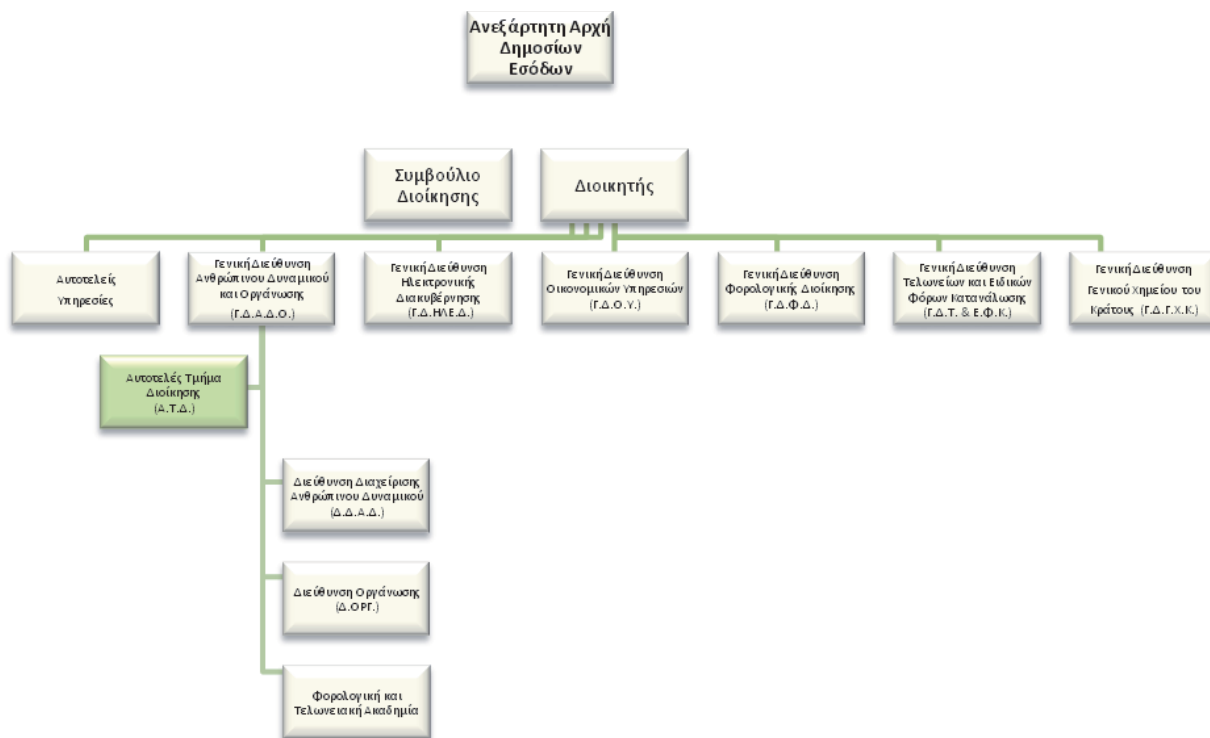 Ανεξάρτητη Αρχή
Δημοσίων
Εσόδων
Συμβούλιο
Διοίκησης
Διοικητής
Αυτοτελείς
Υπηρεσίες
Γενική Διεύθυνση
Ανθρώπινου Δυναμικού
και Οργάνωσης
(Γ.Δ.Α.Δ.Ο.)
Γενική Διεύθυνση
Ηλεκτρονικής
Διακυβέρνησης
(Γ.Δ.ΗΛΕ.Δ.)
Γενική Διεύθυνση
Οικονομικών Υπηρεσιών
(Γ.Δ.Ο.Υ.)
Γενική Διεύθυνση
Φορολογικής Διοίκησης
(Γ.Δ.Φ.Δ.)
Γενική Διεύθυνση
Τελωνείων και Ειδικών
Φόρων Κατανάλωσης
(Γ.Δ.Τ. & Ε.Φ.Κ.)
Γενική Διεύθυνση
Γενικού Χημείου του
Κράτους (Γ.Δ.Γ.Χ.Κ.)
Αυτοτελές Τμήμα
Διοίκησης
(Α.Τ.Δ.)
Διεύθυνση Διαχείρισης
Ανθρώπινου Δυναμικού
(Δ.Δ.Α.Δ.)
Διεύθυνση Οργάνωσης
(Δ.ΟΡΓ.)
Φορολογική και
Τελωνειακή Ακαδημία